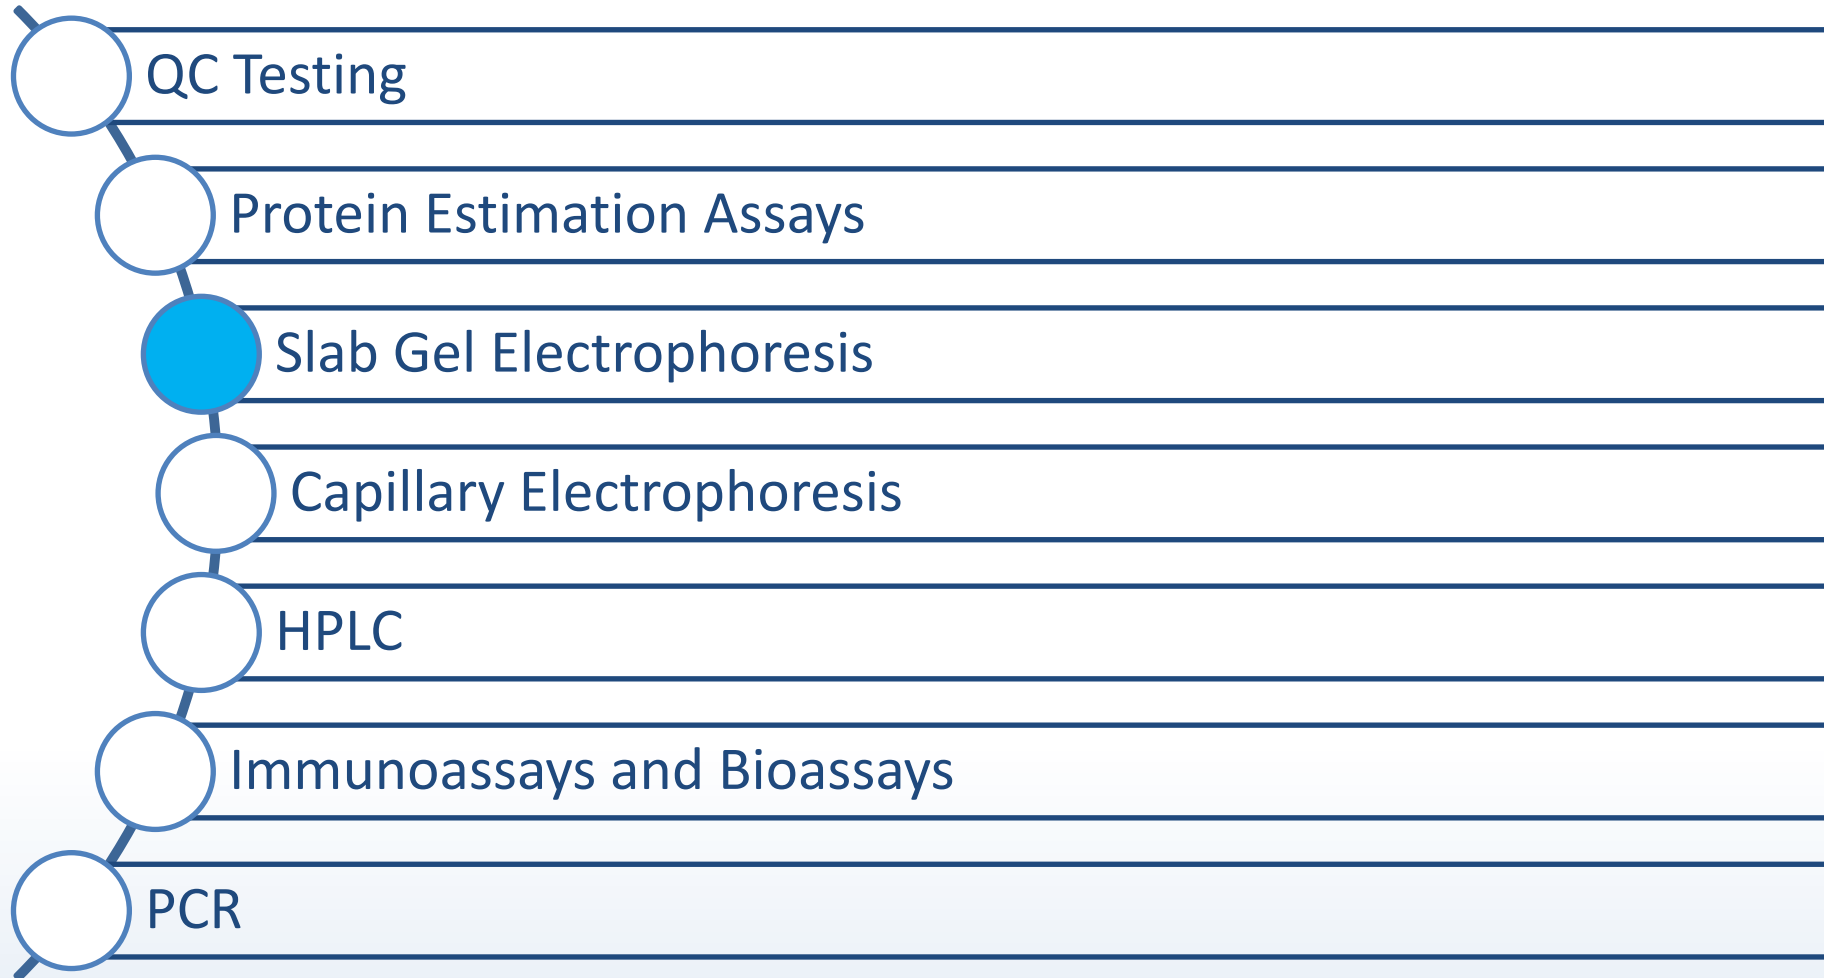 QC Testing
Protein Estimation Assays
Slab Gel Electrophoresis
Capillary Electrophoresis
HPLC
Immunoassays and Bioassays
PCR